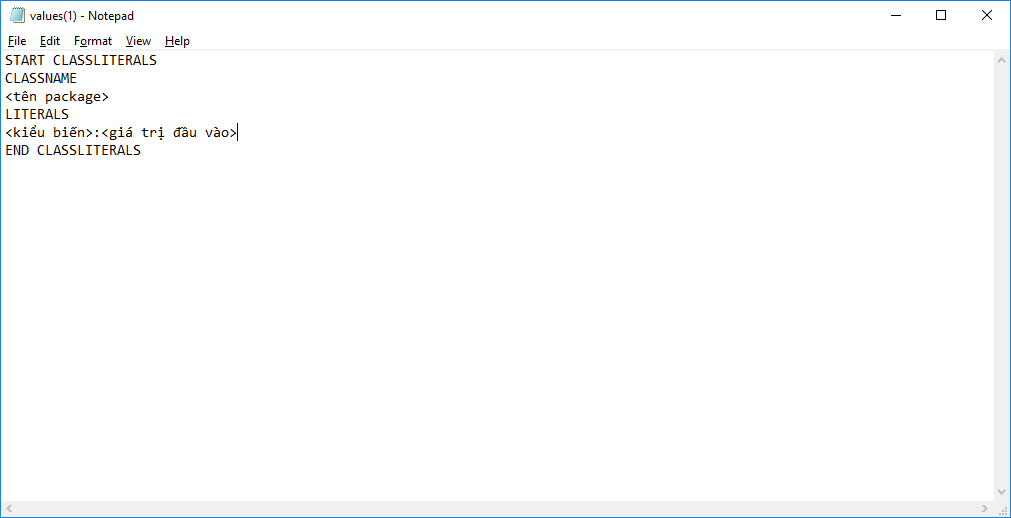 values(1) - Notepad
File Edit Format View Help
START CLASSLITERALS
CLASSNAME
<tên package>
LITERALS
<kiểu biến>:<giá trị đầu vào>
END CLASSLITERALS